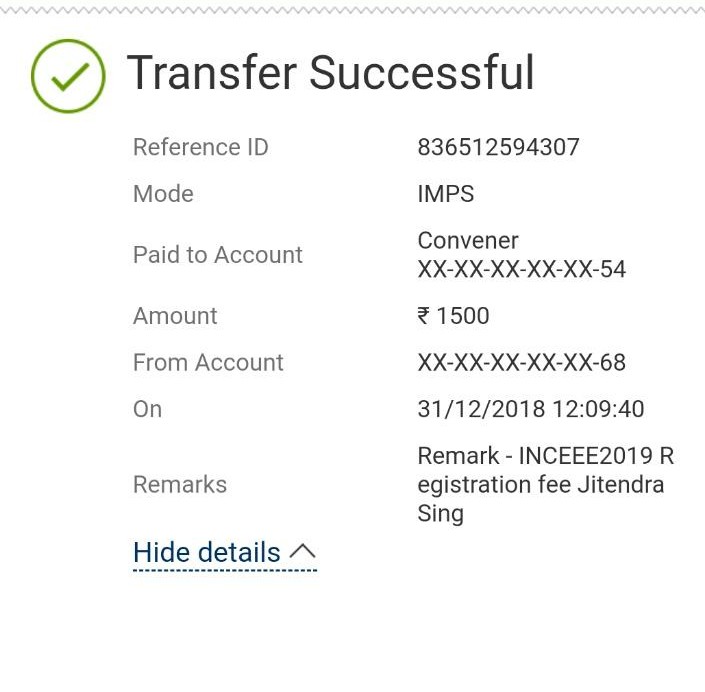 Transfer Successful
Reference ID 836512594307
Mode IMPS
Paid to Account Convener
XX-XX-XX-XX-XX-54
Amount ₹ 1500
From Account XX-XX-XX-XX-XX-68
On 31/12/2018 12:09:40
Remarks Remark - INCEEE2019 R
egistration fee Jitendra
Sing
Hide details